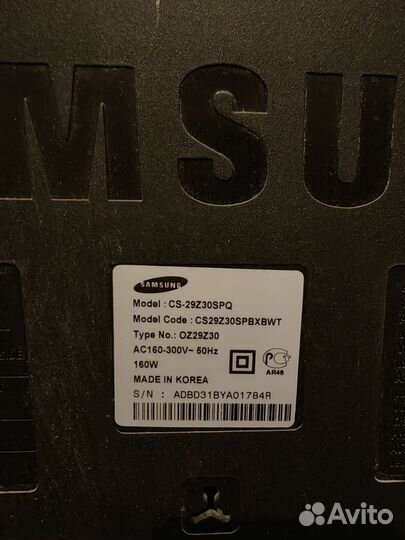 MSU
SAMSUNG
Model : CS-29Z30SPQ
Model Code : CS29Z30SPBXBWT
Type No.: OZ29Z30
AC160-300V~ 50Hz
160W
MADE IN KOREA
AR46
S/N : ADBD31BYA01784R
Avito